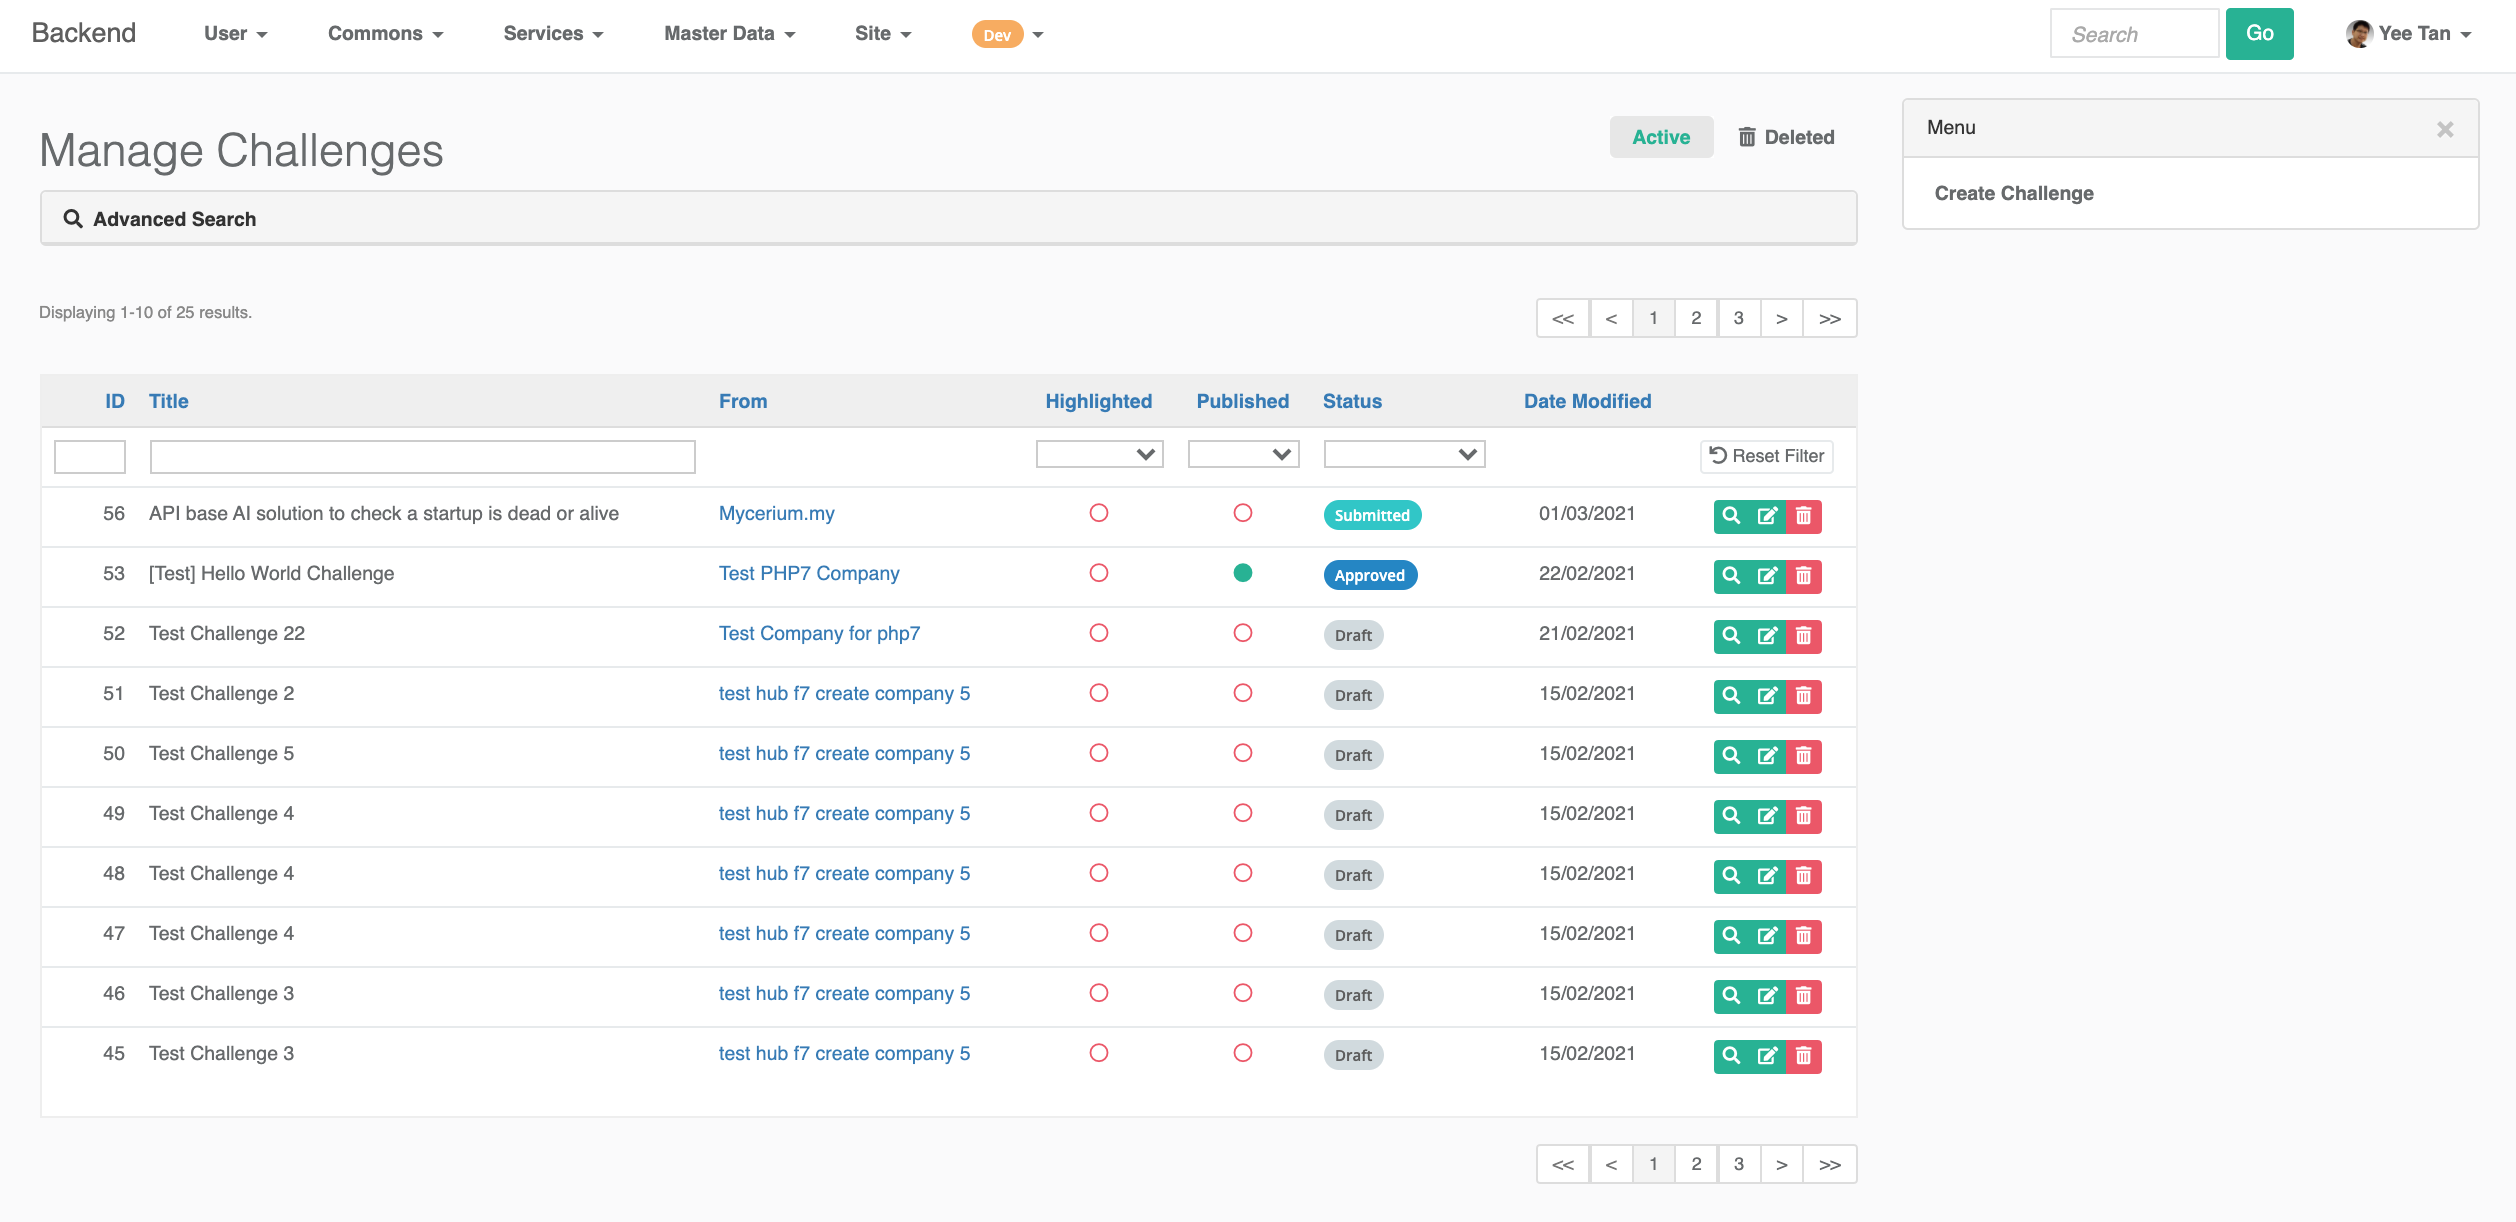 Backend User Commons Services Master Data Site Dev Search Go Yee Tan
Manage Challenges Active Deleted
Menu
Create Challenge
Advanced Search
Displaying 1-10 of 25 results. << < 1 2 3 > >>
ID Title From Highlighted Published Status Date Modified
Reset Filter
56 API base AI solution to check a startup is dead or alive Mycerium.my Submitted 01/03/2021
53 [Test] Hello World Challenge Test PHP7 Company Approved 22/02/2021
52 Test Challenge 22 Test Company for php7 Draft 21/02/2021
51 Test Challenge 2 test hub f7 create company 5 Draft 15/02/2021
50 Test Challenge 5 test hub f7 create company 5 Draft 15/02/2021
49 Test Challenge 4 test hub f7 create company 5 Draft 15/02/2021
48 Test Challenge 4 test hub f7 create company 5 Draft 15/02/2021
47 Test Challenge 4 test hub f7 create company 5 Draft 15/02/2021
46 Test Challenge 3 test hub f7 create company 5 Draft 15/02/2021
45 Test Challenge 3 test hub f7 create company 5 Draft 15/02/2021
<< < 1 2 3 > >>